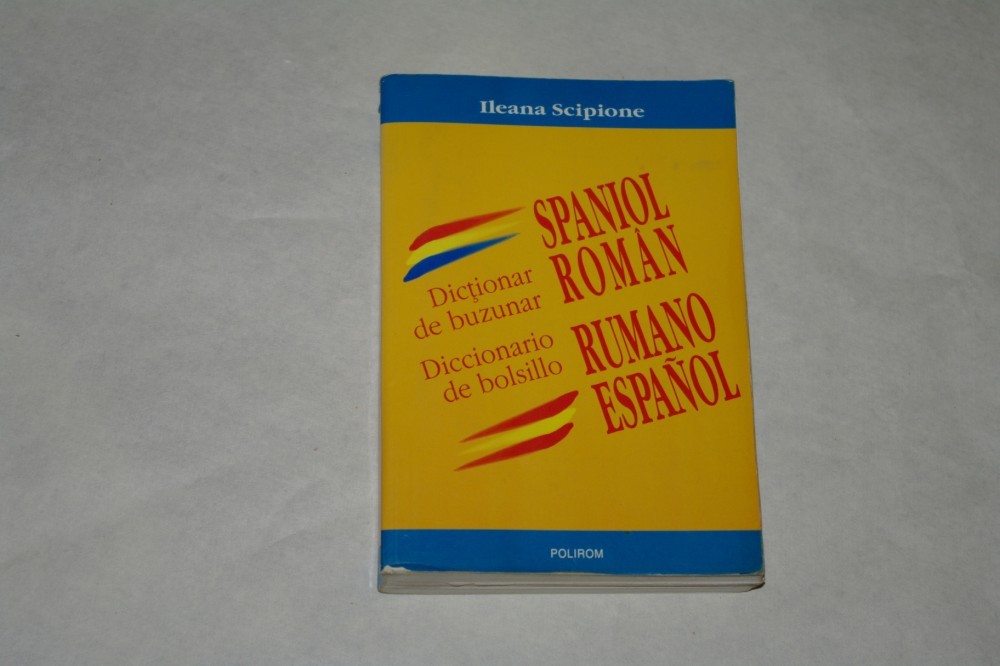 Ileana Scipione
SPANIOL
ROMÂN
Dicţionar
de buzunar
RUMANO
ESPAÑOL
Diccionario
de bolsillo
POLIROM